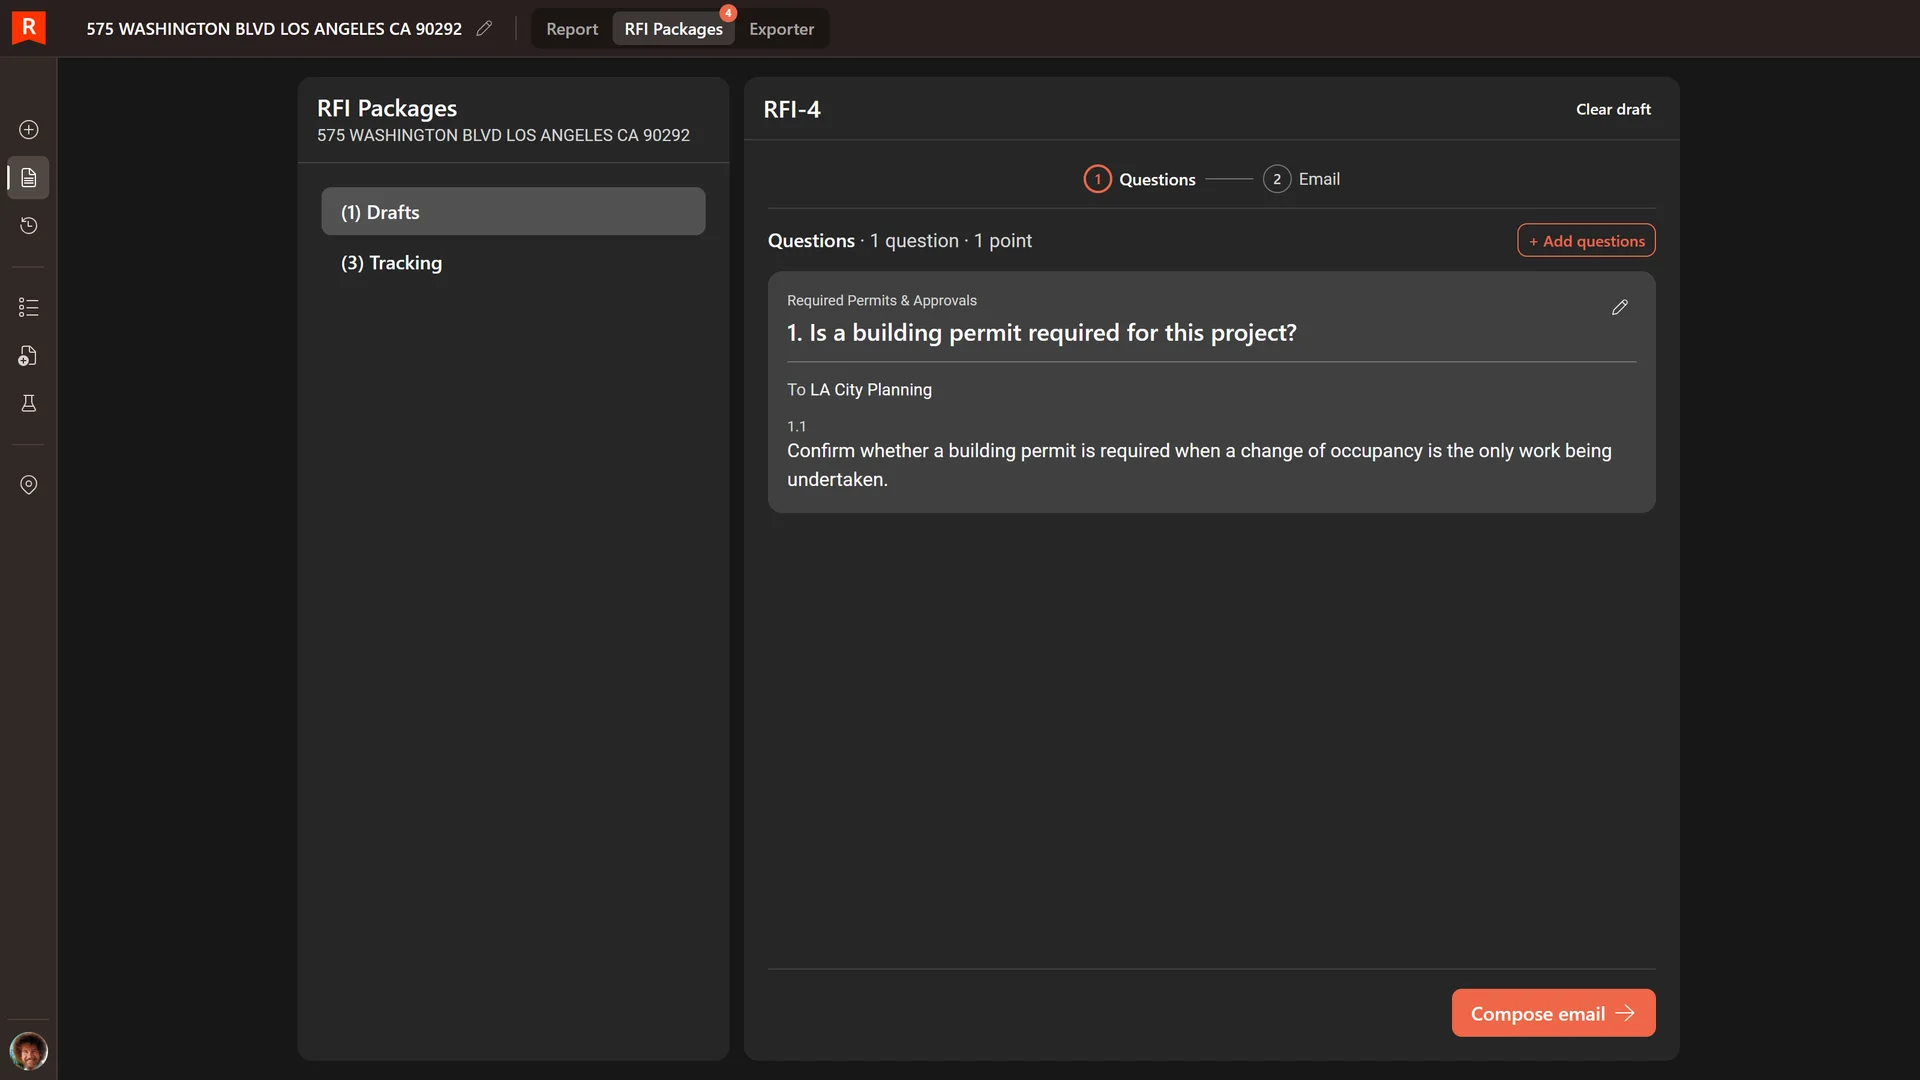 R
575 WASHINGTON BLVD LOS ANGELES CA 90292
Report
RFI Packages
4
Exporter
RFI Packages
575 WASHINGTON BLVD LOS ANGELES CA 90292
(1) Drafts
(3) Tracking
RFI-4
Clear draft
1 Questions
2 Email
Questions · 1 question · 1 point
+ Add questions
Required Permits & Approvals
1. Is a building permit required for this project?
To LA City Planning
1.1
Confirm whether a building permit is required when a change of occupancy is the only work being
undertaken.
Compose email →